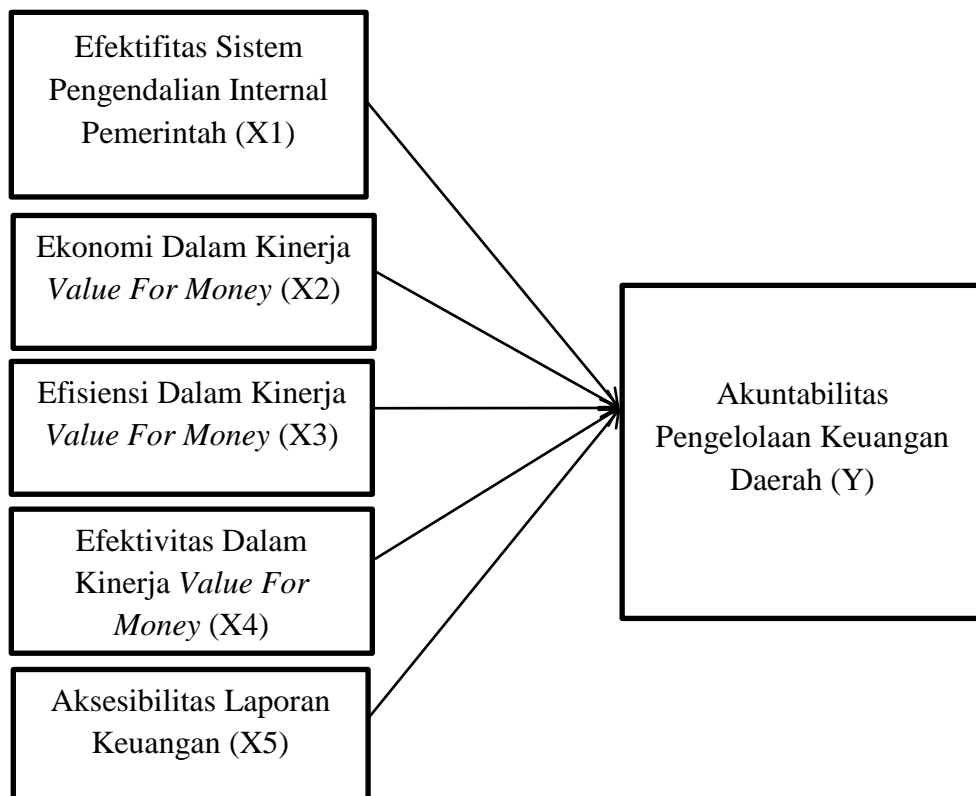 Efektifitas Sistem
Pengendalian Internal
Pemerintah (X1)
Ekonomi Dalam Kinerja
Value For Money (X2)
Efisiensi Dalam Kinerja
Value For Money (X3)
Efektivitas Dalam
Kinerja Value For
Money (X4)
Aksesibilitas Laporan
Keuangan (X5)
Akuntabilitas
Pengelolaan Keuangan
Daerah (Y)